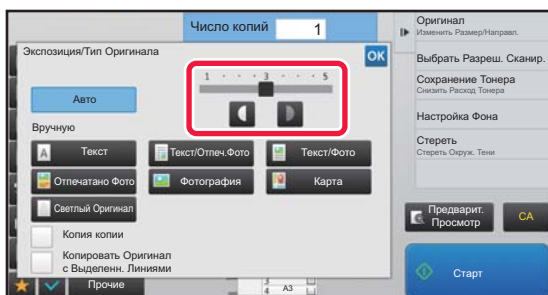 Число копий 1
Экспозиция/Тип Оригинала
OK
1 3 5
Авто
Вручную
Текст
Текст/Отпеч.Фото
Текст/Фото
Отпечатано Фото
Фотография
Карта
Светлый Оригинал
Копия копии
Копировать Оригинал
с Выделенн. Линиями
Прочие
3
4 A3
Оригинал
Изменить Размер/Направл.
Выбрать Разреш. Сканир.
Сохранение Тонера
Снизить Расход Тонера
Настройка Фона
Стереть
Стереть Окруж. Тени
Предварит.
Просмотр
CA
Старт